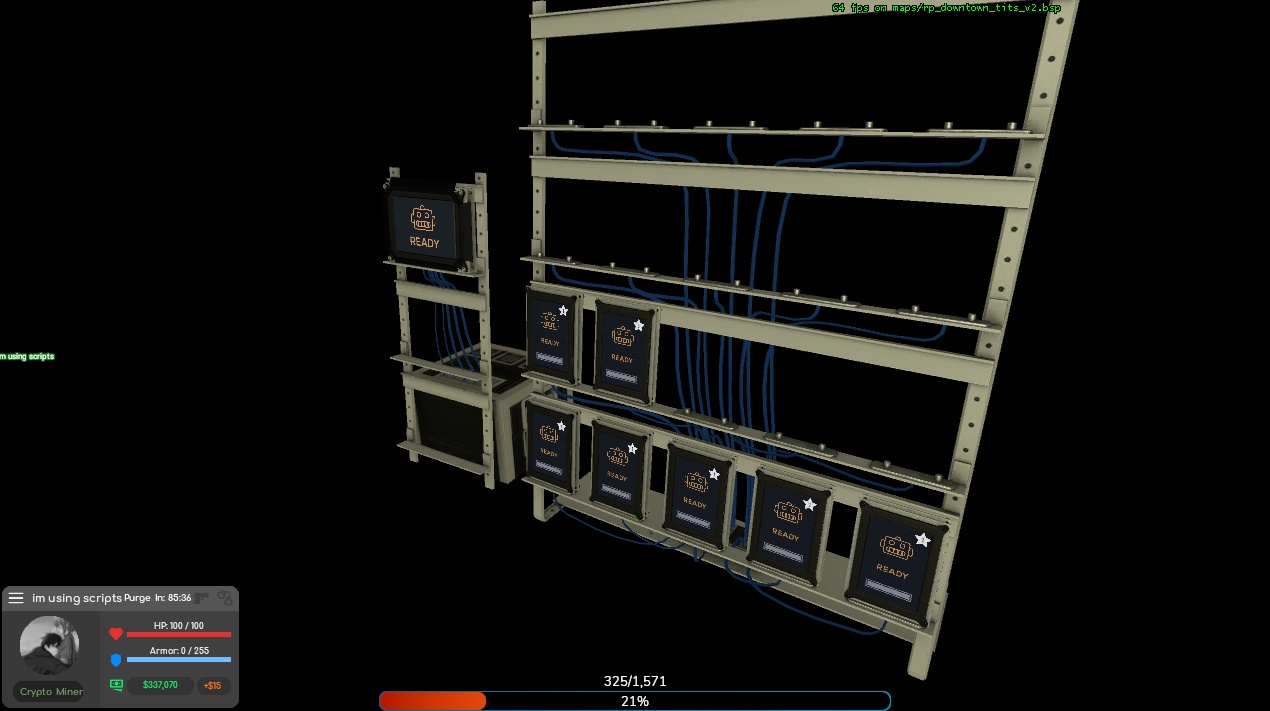 64 fps on maps/rp_downtown_tits_v2.bsp
READY
READY
READY
READY
READY
READY
READY
READY
m using scripts
im using scripts Purge In: 85:36
HP: 100 / 100
Armor: 0 / 255
$337,070 +$15
Crypto Miner
325/1,571
21%